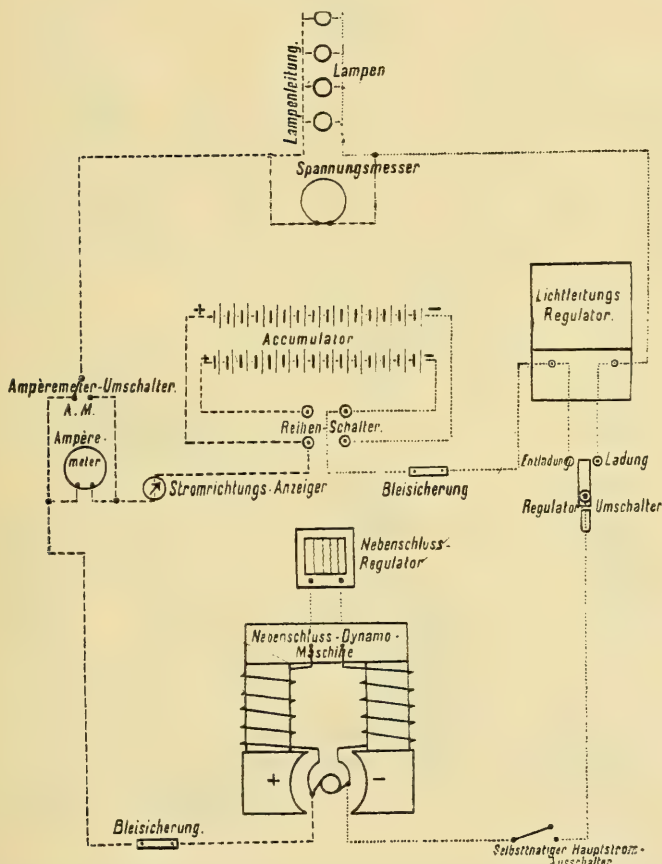 Lampenleitung.
Lampen
Spannungsmesser
Lichtleitungs
Regulator.
+ −
Accumulator
+ =
Ampèremeter-Umschalter.
A.M.
Ampère-
meter
Reihen-Schalter.
Stromrichtungs-Anzeiger
Bleisicherung
Entladung
Ladung
Regulator Umschalter
Nebenschluss-
Regulator
Nebenschluss-Dynamo-
Maschine
+ −
Bleisicherung.
Selbstthätiger Hauptstrom-
Ausschalter